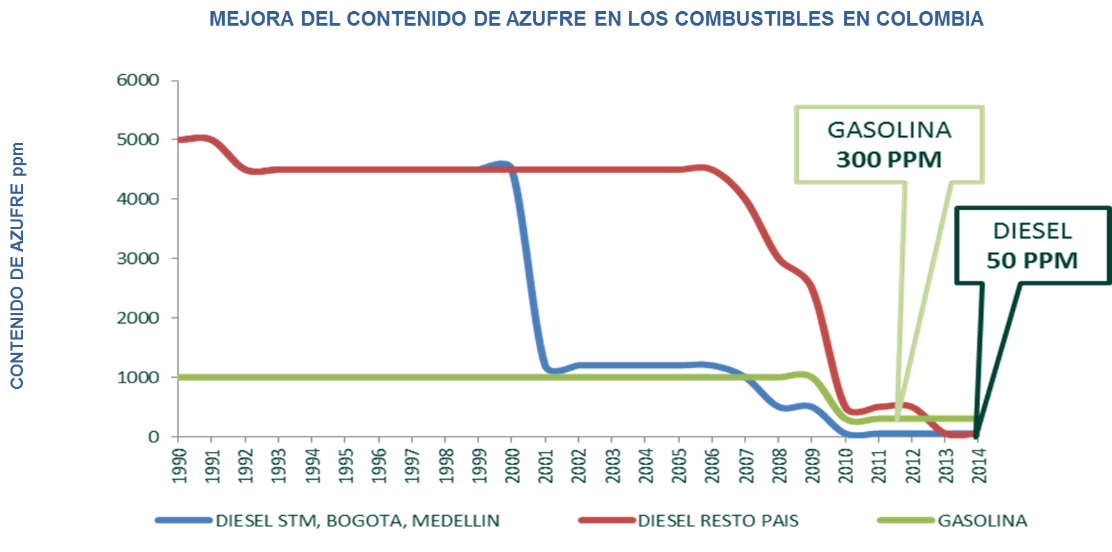 MEJORA DEL CONTENIDO DE AZUFRE EN LOS COMBUSTIBLES EN COLOMBIA
CONTENIDO DE AZUFRE ppm
6000
5000
4000
3000
2000
1000
0
GASOLINA
300 PPM
DIESEL
50 PPM
1990 1991 1992 1993 1994 1995 1996 1997 1998 1999 2000 2001 2002 2003 2004 2005 2006 2007 2008 2009 2010 2011 2012 2013 2014
DIESEL STM, BOGOTA, MEDELLIN DIESEL RESTO PAIS GASOLINA